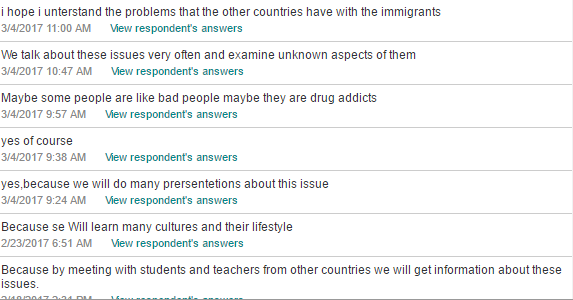 i hope i unterstand the problems that the other countries have with the immigrants
3/4/2017 11:00 AM View respondent's answers
We talk about these issues very often and examine unknown aspects of them
3/4/2017 10:47 AM View respondent's answers
Maybe some people are like bad people maybe they are drug addicts
3/4/2017 9:57 AM View respondent's answers
yes of course
3/4/2017 9:38 AM View respondent's answers
yes,because we will do many prersentetions about this issue
3/4/2017 9:24 AM View respondent's answers
Because se Will learn many cultures and their lifestyle
2/23/2017 6:51 AM View respondent's answers
Because by meeting with students and teachers from other countries we will get information about these
issues.
View respondent's answers